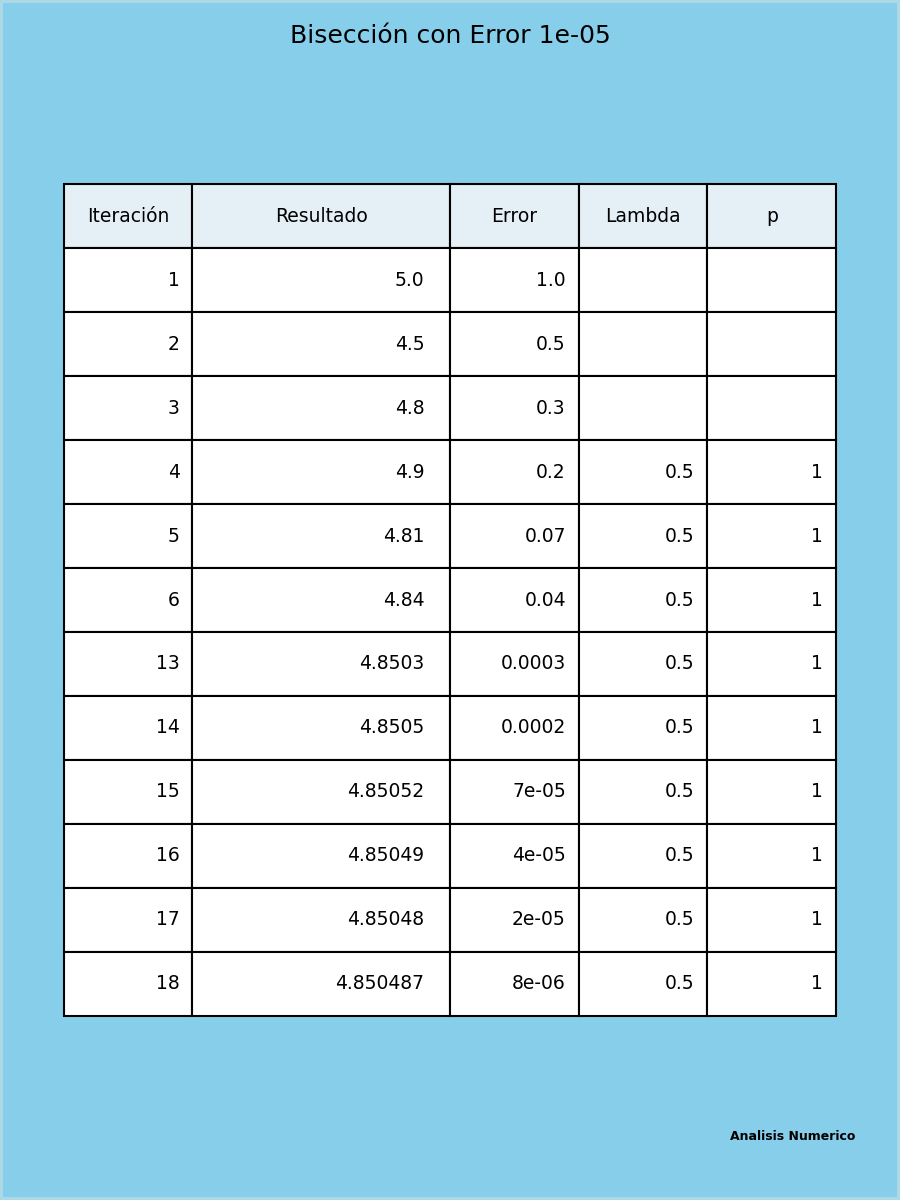 Bisección con Error 1e-05
Iteración Resultado Error Lambda p
1 5.0 1.0
2 4.5 0.5
3 4.8 0.3
4 4.9 0.2 0.5 1
5 4.81 0.07 0.5 1
6 4.84 0.04 0.5 1
13 4.8503 0.0003 0.5 1
14 4.8505 0.0002 0.5 1
15 4.85052 7e-05 0.5 1
16 4.85049 4e-05 0.5 1
17 4.85048 2e-05 0.5 1
18 4.850487 8e-06 0.5 1
Analisis Numerico